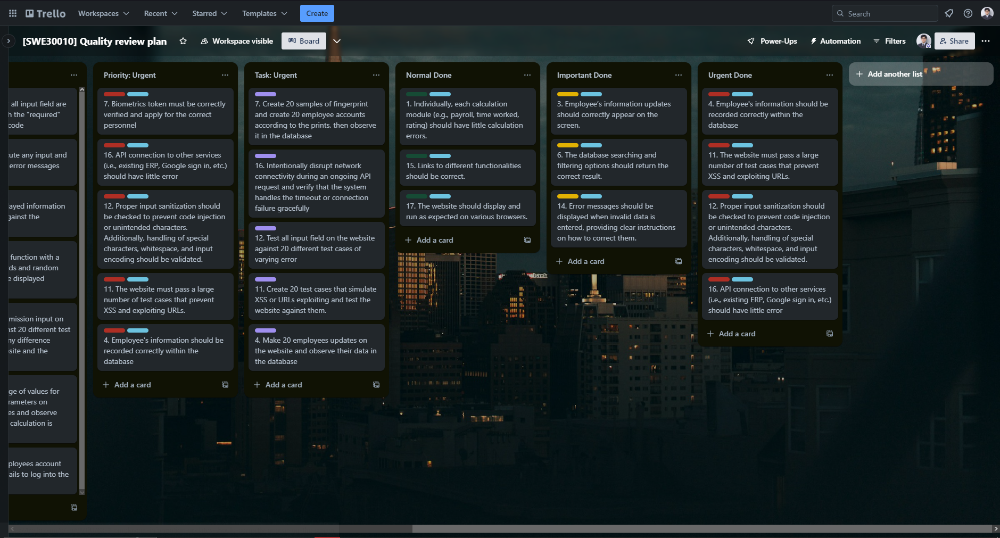 Trello
Workspaces
Recent
Starred
Templates
Create
Search
[SWE30010] Quality review plan
Workspace visible
Board
Power-Ups
Automation
Filters
Share
all input field are
the "required"
code
any input and
error messages
information
the
function with a
and random
displayed
input on
20 different test
difference
and the
of values for
on
and observe
calculation is
account
to log into the
Priority: Urgent
7. Biometrics token must be correctly
verified and apply for the correct
personnel
16. API connection to other services
(i.e., existing ERP, Google sign in, etc.)
should have little error
12. Proper input sanitization should
be checked to prevent code injection
or unintended characters.
Additionally, handling of special
characters, whitespace, and input
encoding should be validated.
11. The website must pass a large
number of test cases that prevent
XSS and exploiting URLs.
4. Employee's information should be
recorded correctly within the
database
Add a card
Task: Urgent
7. Create 20 samples of fingerprint
and create 20 employee accounts
according to the prints, then observe
it in the database
16. Intentionally disrupt network
connectivity during an ongoing API
request and verify that the system
handles the timeout or connection
failure gracefully
12. Test all input field on the website
against 20 different test cases of
varying error
11. Create 20 test cases that simulate
XSS or URLs exploiting and test the
website against them.
4. Make 20 employees updates on
the website and observe their data in
the database
Add a card
Normal Done
1. Individually, each calculation
module (e.g., payroll, time worked,
rating) should have little calculation
errors.
15. Links to different functionalities
should be correct.
17. The website should display and
run as expected on various browsers.
Add a card
Important Done
3. Employee's information updates
should correctly appear on the
screen.
6. The database searching and
filtering options should return the
correct result.
14. Error messages should be
displayed when invalid data is
entered, providing clear instructions
on how to correct them.
Add a card
Urgent Done
4. Employee's information should be
recorded correctly within the
database
11. The website must pass a large
number of test cases that prevent
XSS and exploiting URLs.
12. Proper input sanitization should
be checked to prevent code injection
or unintended characters.
Additionally, handling of special
characters, whitespace, and input
encoding should be validated.
16. API connection to other services
(i.e., existing ERP, Google sign in, etc.)
should have little error
Add a card
Add another list
bank